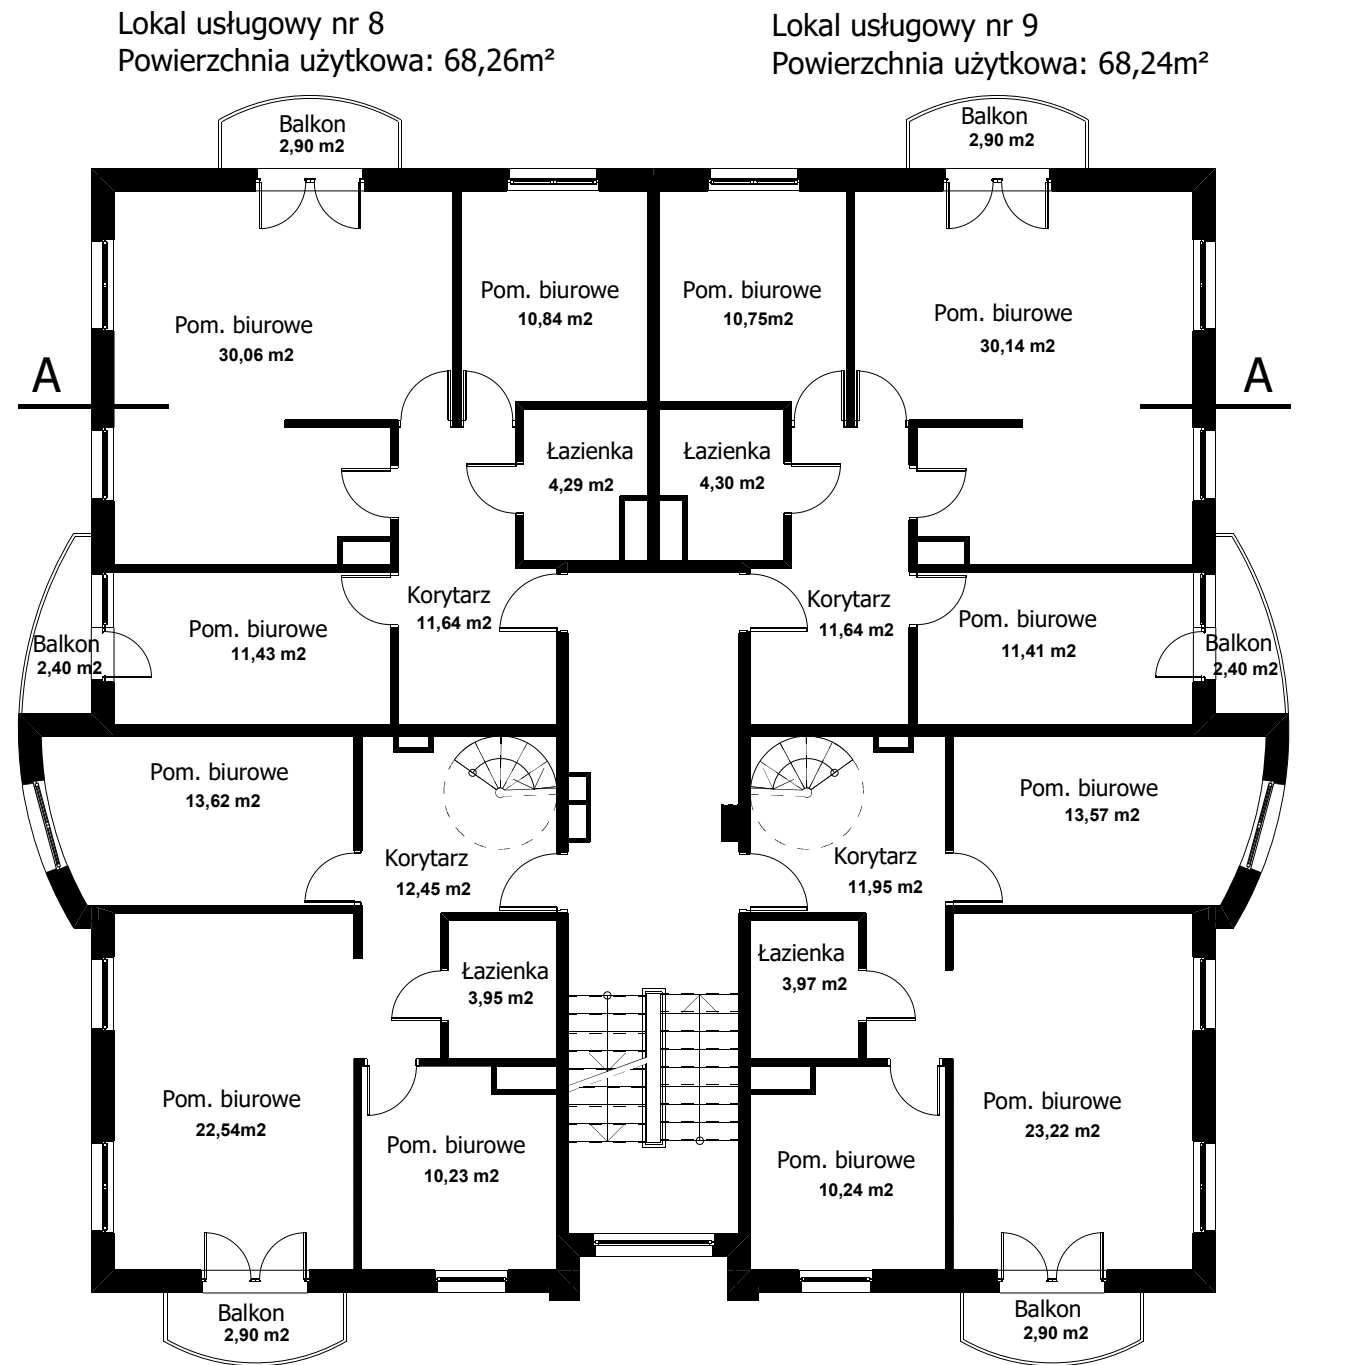 Lokal usługowy nr 8
Powierzchnia użytkowa: 68,26m²
Lokal usługowy nr 9
Powierzchnia użytkowa: 68,24m²
Balkon
2,90 m2
Balkon
2,90 m2
Pom. biurowe
30,06 m2
Pom. biurowe
10,84 m2
Pom. biurowe
10,75m2
Pom. biurowe
30,14 m2
A
A
Łazienka
4,29 m2
Łazienka
4,30 m2
Korytarz
11,64 m2
Korytarz
11,64 m2
Balkon
2,40 m2
Pom. biurowe
11,43 m2
Pom. biurowe
11,41 m2
Balkon
2,40 m2
Pom. biurowe
13,62 m2
Pom. biurowe
13,57 m2
Korytarz
12,45 m2
Korytarz
11,95 m2
Łazienka
3,95 m2
Łazienka
3,97 m2
Pom. biurowe
22,54m2
Pom. biurowe
10,23 m2
Pom. biurowe
10,24 m2
Pom. biurowe
23,22 m2
Balkon
2,90 m2
Balkon
2,90 m2